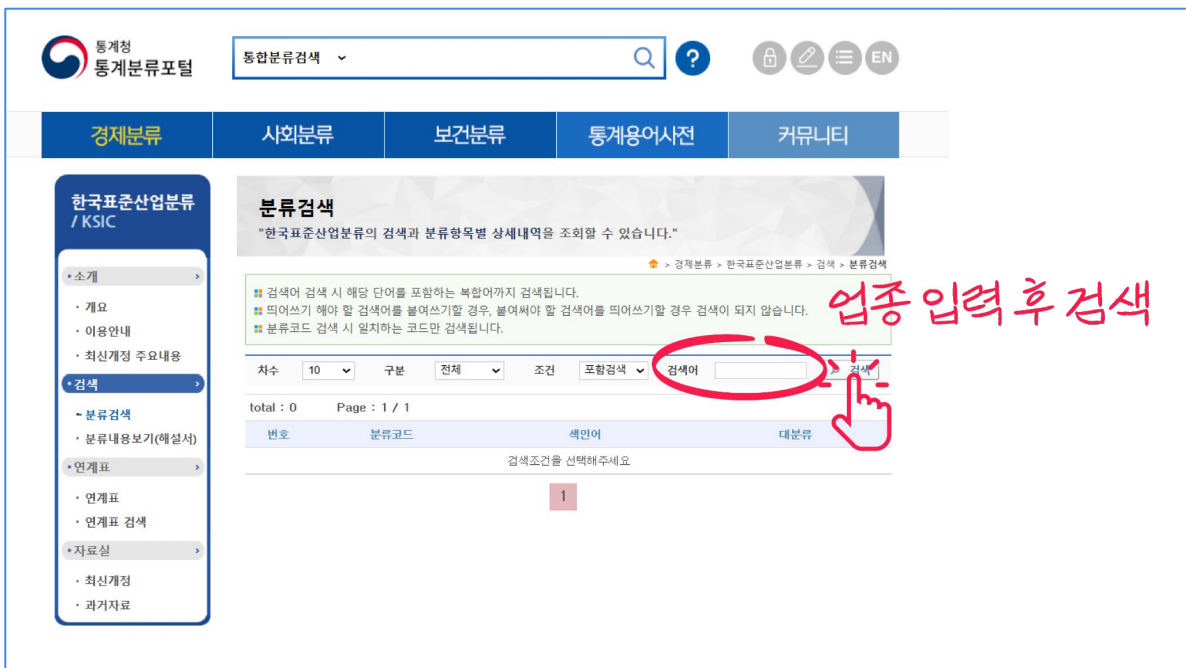 통계청
통계분류포털
통합분류검색
?
EN
경제분류 사회분류 보건분류 통계용어사전 커뮤니티
한국표준산업분류
/ KSIC
•소개
· 개요
· 이용안내
· 최신개정 주요내용
•검색
- 분류검색
· 분류내용보기(해설서)
•연계표
· 연계표
· 연계표 검색
•자료실
· 최신개정
· 과거자료
분류검색
"한국표준산업분류의 검색과 분류항목별 상세내역을 조회할 수 있습니다."
> 경제분류 > 한국표준산업분류 > 검색 > 분류검색
검색어 검색 시 해당 단어를 포함하는 복합어까지 검색됩니다.
띄어쓰기 해야 할 검색어를 붙여쓰기할 경우, 붙여써야 할 검색어를 띄어쓰기할 경우 검색이 되지 않습니다.
분류코드 검색 시 일치하는 코드만 검색됩니다.
업종 입력 후 검색
차수 10 구분 전체 조건 포함검색 검색어 검색
total : 0 Page : 1 / 1
번호 분류코드 색인어 대분류
검색조건을 선택해주세요
1